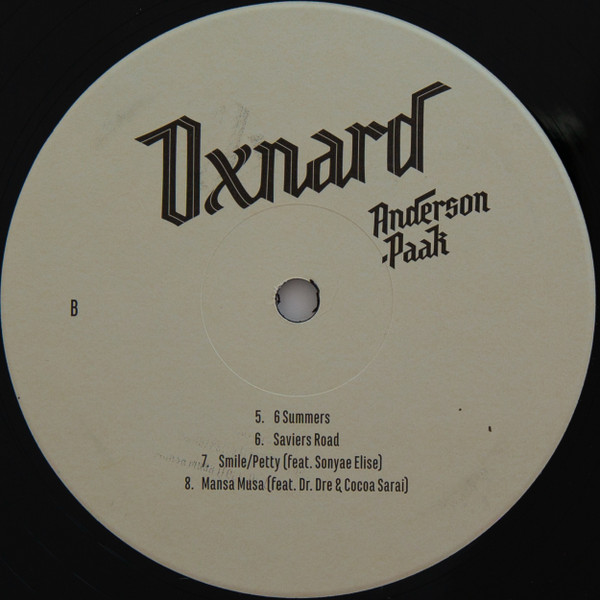 Oxnard
Anderson
.Paak
B
5. 6 Summers
6. Saviers Road
7. Smile/Petty (feat. Sonyae Elise)
8. Mansa Musa (feat. Dr. Dre & Cocoa Sarai)